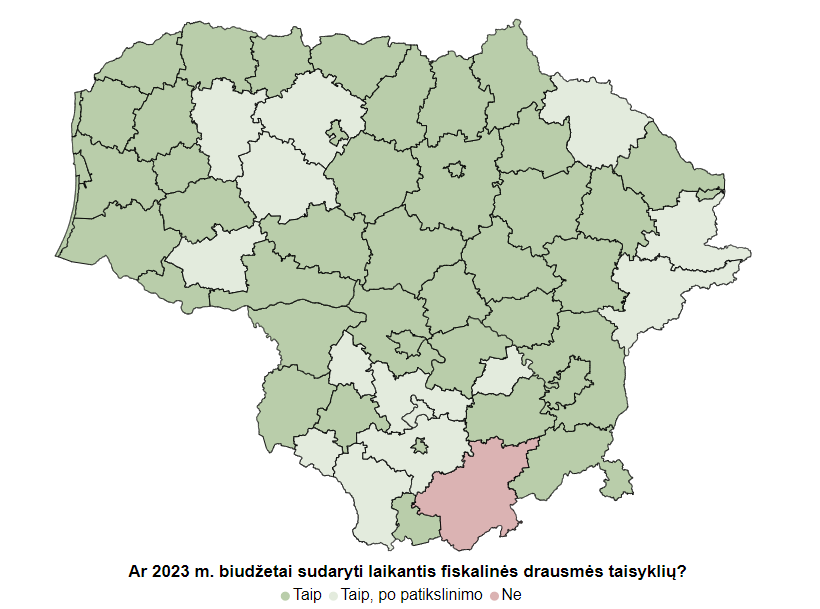 Ar 2023 m. biudžetai sudaryti laikantis fiskalinės drausmės taisyklių?
Taip Taip, po patikslinimo Ne